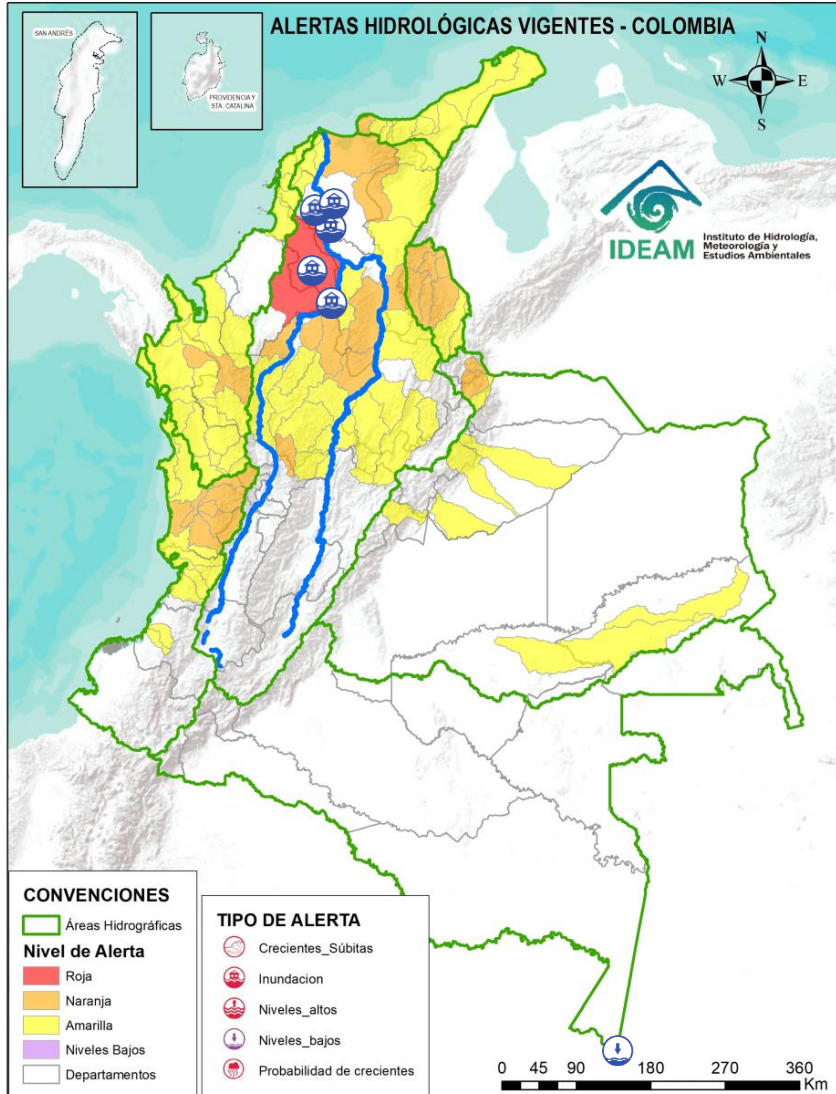 ALERTAS HIDROLÓGICAS VIGENTES - COLOMBIA
SAN ANDRÉS
PROVIDENCIA Y
STA. CATALINA
N
W
E
S
IDEAM
Instituto de Hidrología,
Meteorología y
Estudios Ambientales
CONVENCIONES
Áreas Hidrográficas
Nivel de Alerta
Roja
Naranja
Amarilla
Niveles Bajos
Departamentos
TIPO DE ALERTA
Crecientes_Súbitas
Inundacion
Niveles_altos
Niveles_bajos
Probabilidad de crecientes
0 45 90 180 270 360
Km